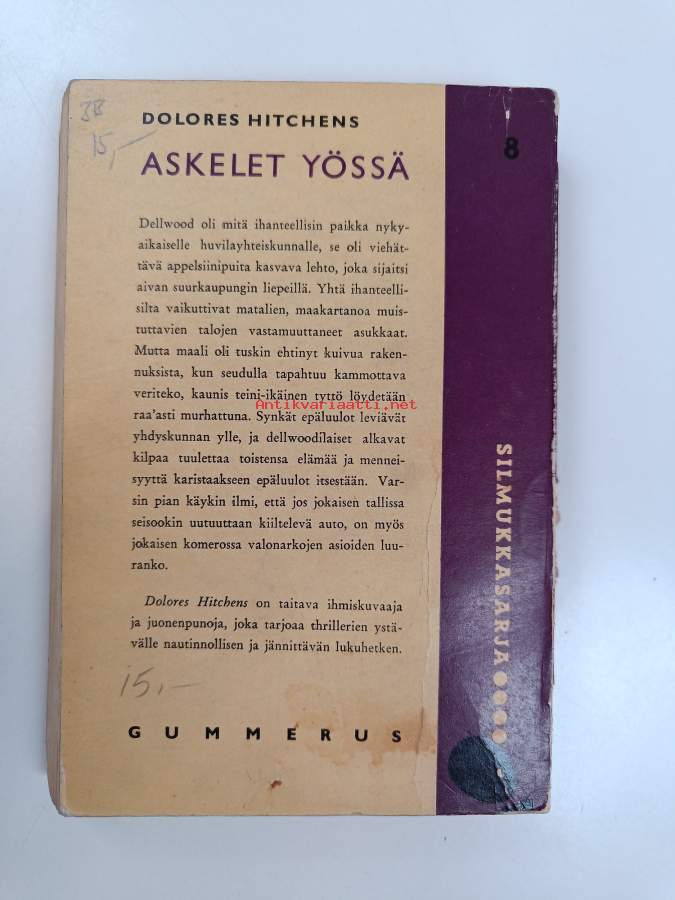 38
15,-
DOLORES HITCHENS
ASKELET YÖSSÄ
8
Dellwood oli mitä ihanteellisin paikka nyky-
aikaiselle huvilayhteiskunnalle, se oli viehät-
tävä appelsiinipuita kasvava lehto, joka sijaitsi
aivan suurkaupungin liepeillä. Yhtä ihanteelli-
silta vaikuttivat matalien, maakartanoa muis-
tuttavien talojen vastamuuttaneet asukkaat.
Mutta maali oli tuskin ehtinyt kuivua raken-
nuksista, kun seudulla tapahtuu kammottava
veriteko, kaunis teini-ikäinen tyttö löydetään
raa'asti murhattuna. Synkät epäluulot leviävät
yhdyskunnan ylle, ja dellwoodilaiset alkavat
kilpaa tuulettaa toistensa elämää ja mennei-
syyttä karistaakseen epäluulot itsestään. Var-
sin pian käykin ilmi, että jos jokaisen tallissa
seisookin uutuuttaan kiiltelevä auto, on myös
jokaisen komerossa valonarkojen asioiden luu-
ranko.
Dolores Hitchens on taitava ihmiskuvaaja
ja juonenpunoja, joka tarjoaa thrillerien ystä-
välle nautinnollisen ja jännittävän lukuhetken.
15,-
GUMMERUS
SILMUKKASARJA
Antikvariaatti.net